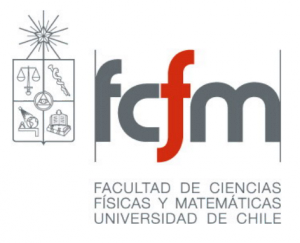 fcfm
FACULTAD DE CIENCIAS
FÍSICAS Y MATEMÁTICAS
UNIVERSIDAD DE CHILE